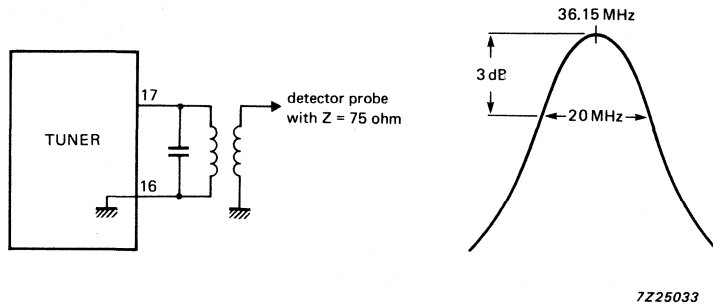 36.15 MHz
3 dB
20 MHz
17
detector probe
with Z = 75 ohm
TUNER
16
7Z25033